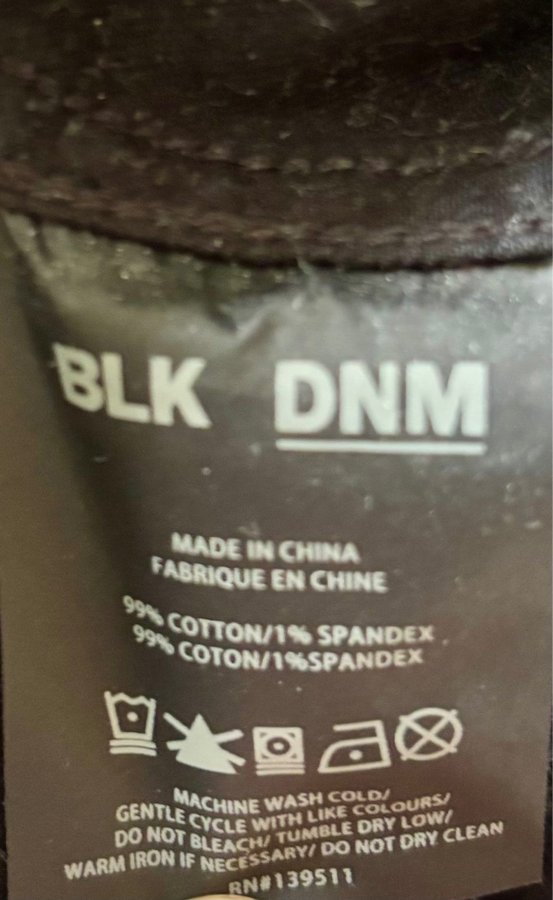 BLK DNM
MADE IN CHINA
FABRIQUE EN CHINE
99% COTTON/1% SPANDEX
99% COTON/1%SPANDEX
MACHINE WASH COLD/
GENTLE CYCLE WITH LIKE COLOURS/
DO NOT BLEACH/ TUMBLE DRY LOW/
WARM IRON IF NECESSARY/ DO NOT DRY CLEAN
RN#139511